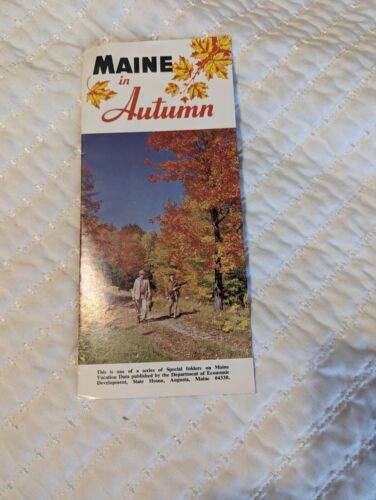 MAINE
in
Autumn
This is one of a series of Special folders on Maine
Vacation Data published by the Department of Economic
Development, State House, Augusta, Maine 04330.